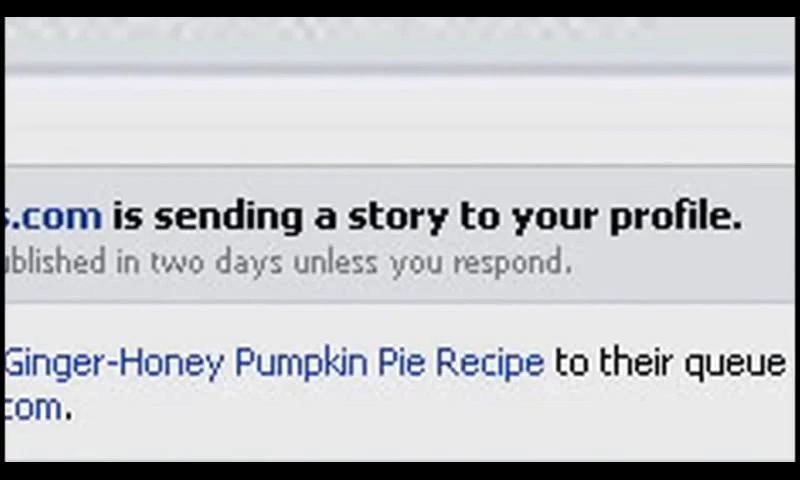 .com is sending a story to your profile.
in two days unless you respond.
Ginger-Honey Pumpkin Pie Recipe to their queue
com.